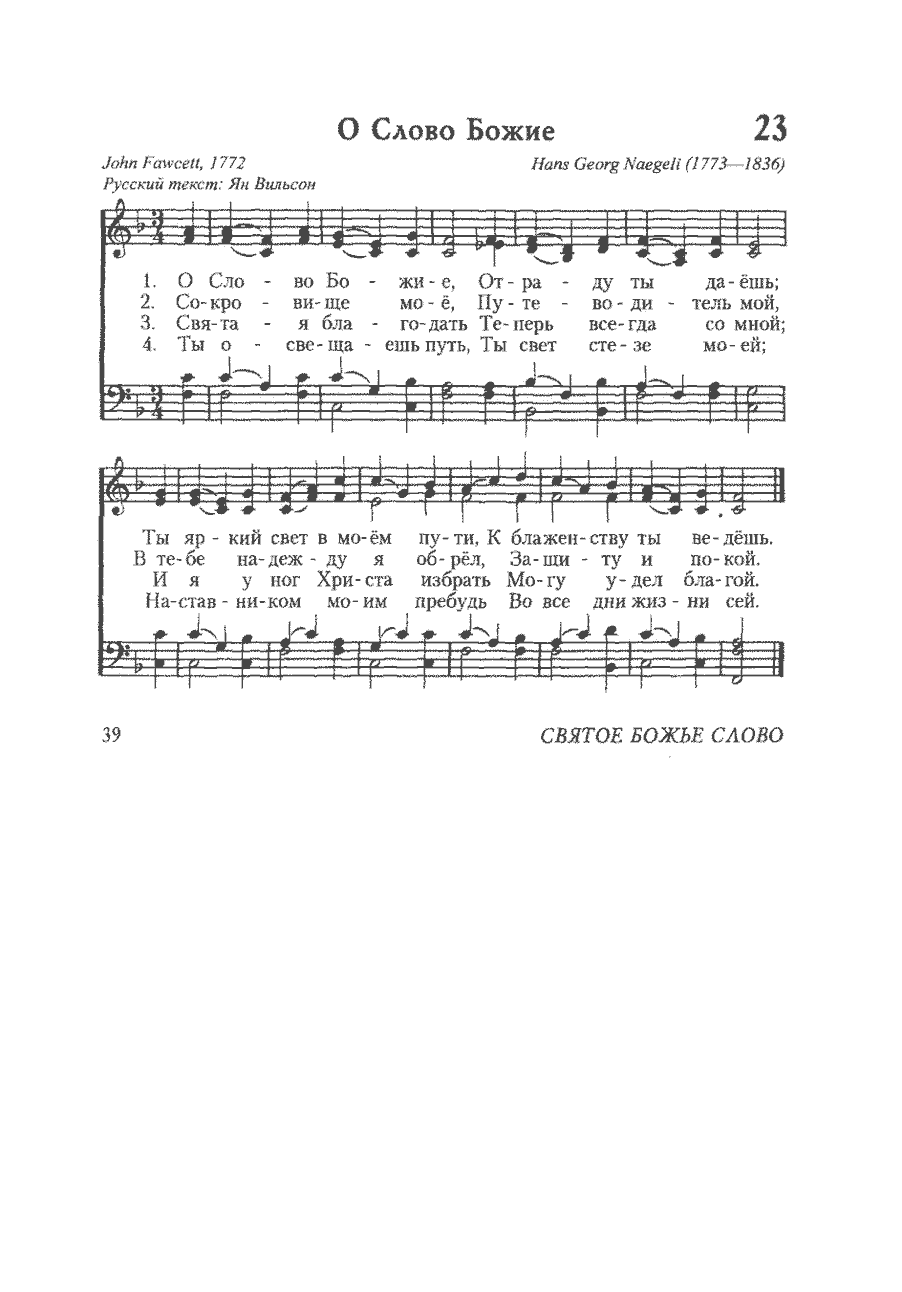 О Слово Божие 23
John Fawcett, 1772 Hans Georg Naegeli (1773—1836)
Русский текст: Ян Вильсон
1. О Сло - во Бо - жи - е, От - ра - ду ты да - ёшь;
2. Со - кро - ви - ще мо - ё, Пу - те - во - ди - тель мой,
3. Свя - та - я бла - го - дать Те - перь все - гда со мной;
4. Ты о - све - ща - ешь путь, Ты свет сте - зе мо - ей;
Ты яр - кий свет в мо - ём пу - ти, К блажен - ству ты ве - дёшь.
В те - бе на - деж - ду я об - рёл, За - щи - ту и по - кой.
И я у ног Хри - ста избрать Мо - гу у - дел бла - гой.
На - став - ни - ком мо - им пребудь Во все дни жиз - ни сей.
39 СВЯТОЕ БОЖЬЕ СЛОВО